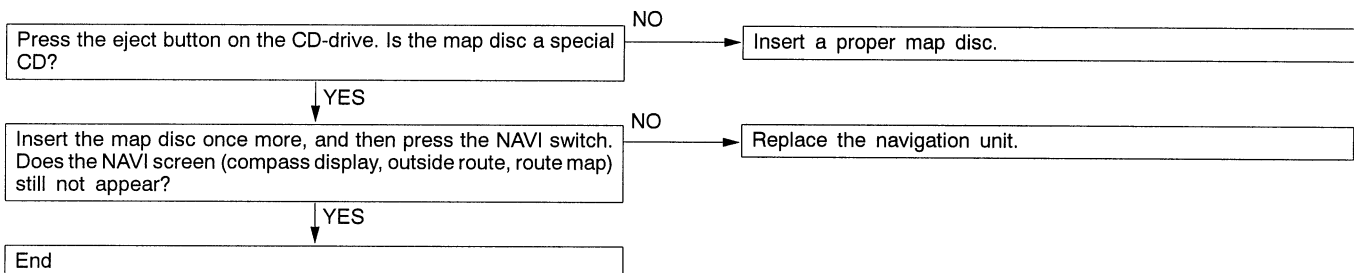 NO
Press the eject button on the CD-drive. Is the map disc a special
CD?
Insert a proper map disc.
YES
Insert the map disc once more, and then press the NAVI switch.
Does the NAVI screen (compass display, outside route, route map)
still not appear?
NO
Replace the navigation unit.
YES
End